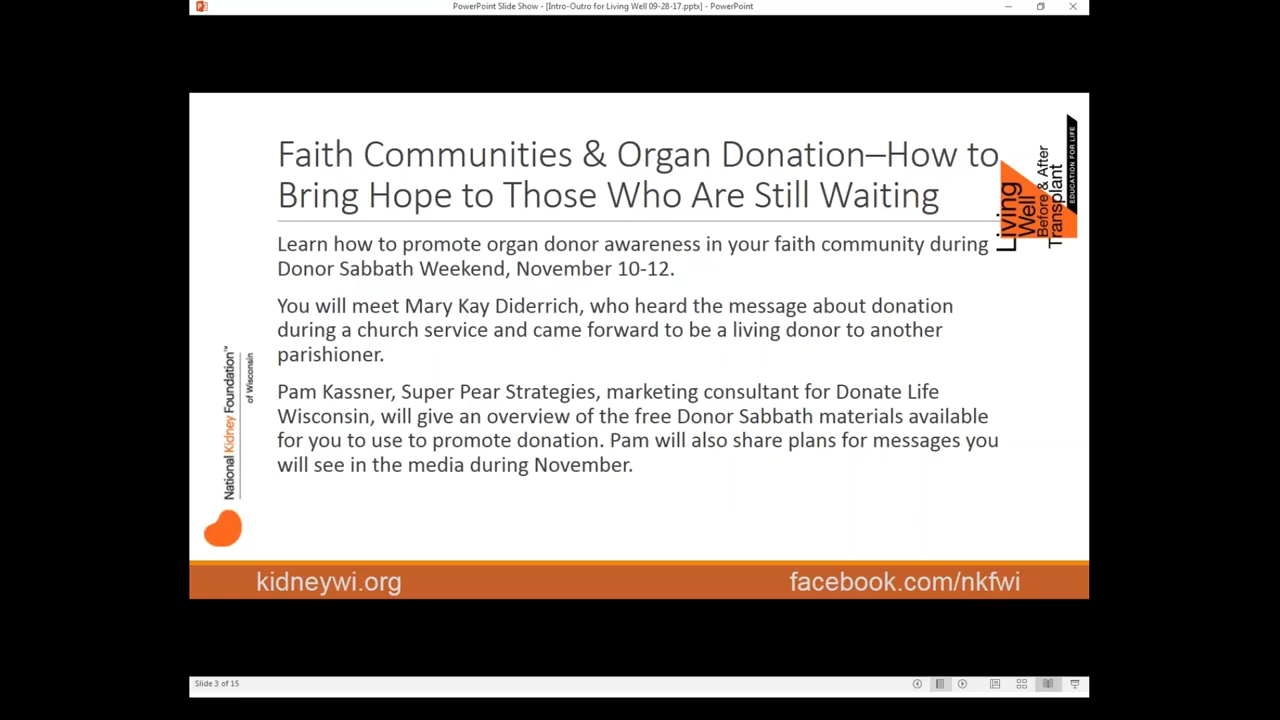 PowerPoint Slide Show - [Intro-Outro for Living Well 09-28-17.pptx] - PowerPoint
Faith Communities & Organ Donation–How to
Bring Hope to Those Who Are Still Waiting
Living
Well
Before & After
Transplant
EDUCATION FOR LIFE
Learn how to promote organ donor awareness in your faith community during
Donor Sabbath Weekend, November 10-12.
You will meet Mary Kay Diderrich, who heard the message about donation
during a church service and came forward to be a living donor to another
parishioner.
Pam Kassner, Super Pear Strategies, marketing consultant for Donate Life
Wisconsin, will give an overview of the free Donor Sabbath materials available
for you to use to promote donation. Pam will also share plans for messages you
will see in the media during November.
National Kidney Foundation™
of Wisconsin
kidneywi.org
facebook.com/nkfwi
Slide 3 of 15